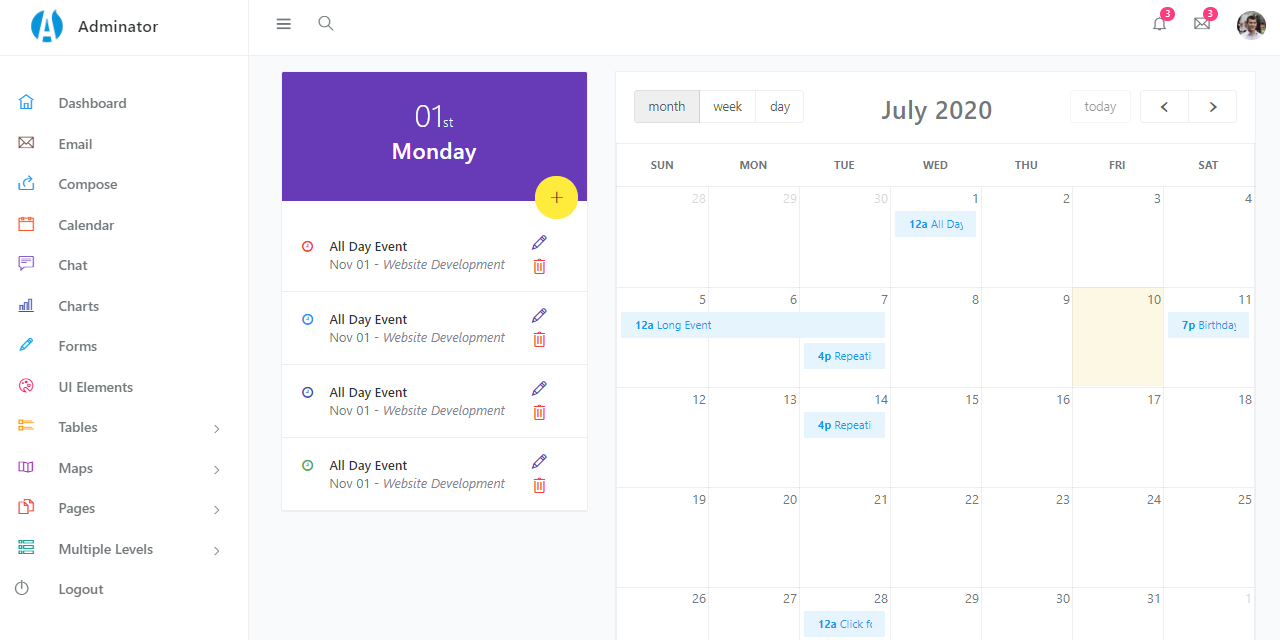 Adminator
3
3
Dashboard
Email
Compose
Calendar
Chat
Charts
Forms
UI Elements
Tables
Maps
Pages
Multiple Levels
Logout
01st
Monday
+
All Day Event
Nov 01 - Website Development
All Day Event
Nov 01 - Website Development
All Day Event
Nov 01 - Website Development
All Day Event
Nov 01 - Website Development
month week day
July 2020
today
SUN MON TUE WED THU FRI SAT
28 29 30 1 2 3 4
12a All Day
5 6 7 8 9 10 11
12a Long Event
7p Birthday
4p Repeati
12 13 14 15 16 17 18
4p Repeati
19 20 21 22 23 24 25
26 27 28 29 30 31 1
12a Click fo